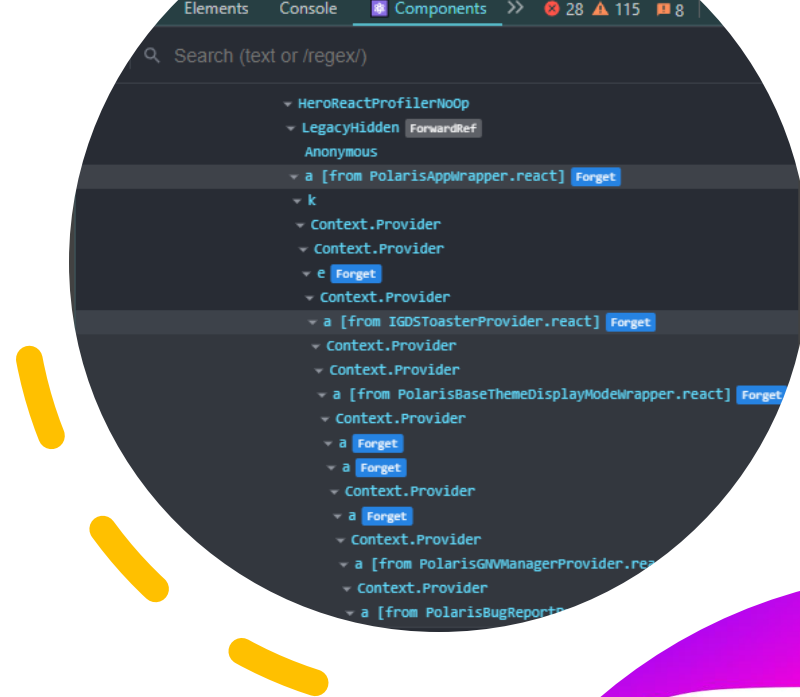 Elements Console Components 28 115 8
Search (text or /regex/)
HeroReactProfilerNoOp
LegacyHidden ForwardRef
Anonymous
a [from PolarisAppWrapper.react] Forget
k
Context.Provider
Context.Provider
e Forget
Context.Provider
a [from IGDSToasterProvider.react] Forget
Context.Provider
Context.Provider
a [from PolarisBaseThemeDisplayModeWrapper.react] Forget
Context.Provider
a Forget
a Forget
Context.Provider
a Forget
Context.Provider
a [from PolarisGNVManagerProvider.rea
Context.Provider
a [from PolarisBugReportP